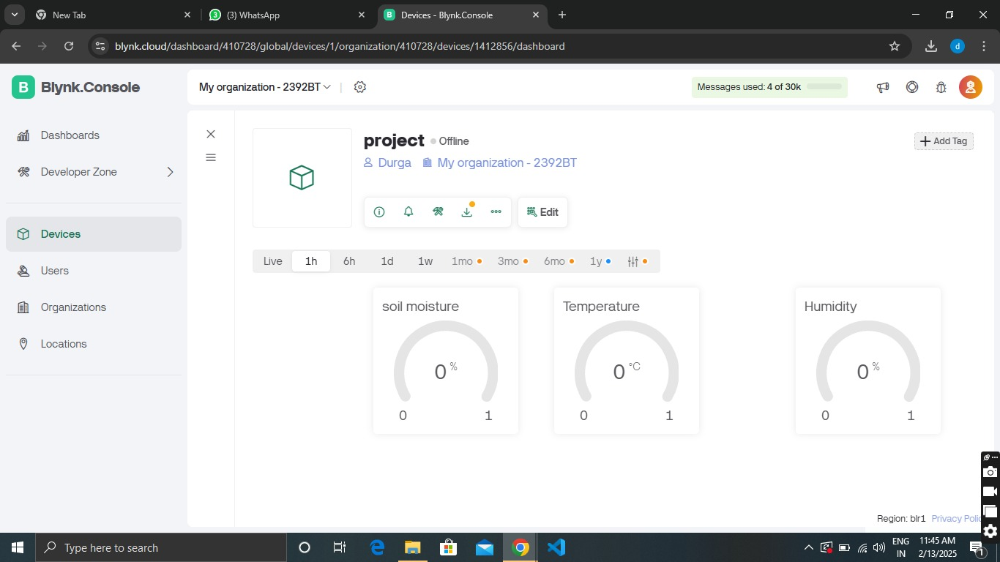 New Tab
(3) WhatsApp
Devices - Blynk.Console
blynk.cloud/dashboard/410728/global/devices/1/organization/410728/devices/1412856/dashboard
d
B Blynk.Console
My organization - 2392BT
Messages used: 4 of 30k
Dashboards
Developer Zone
Devices
Users
Organizations
Locations
project Offline
Add Tag
Durga My organization - 2392BT
Edit
Live 1h 6h 1d 1w 1mo 3mo 6mo 1y
soil moisture
0 %
0 1
Temperature
0 °C
0 1
Humidity
0 %
0 1
Region: blr1 Privacy Polic
Type here to search
ENG
IN
11:45 AM
2/13/2025
1